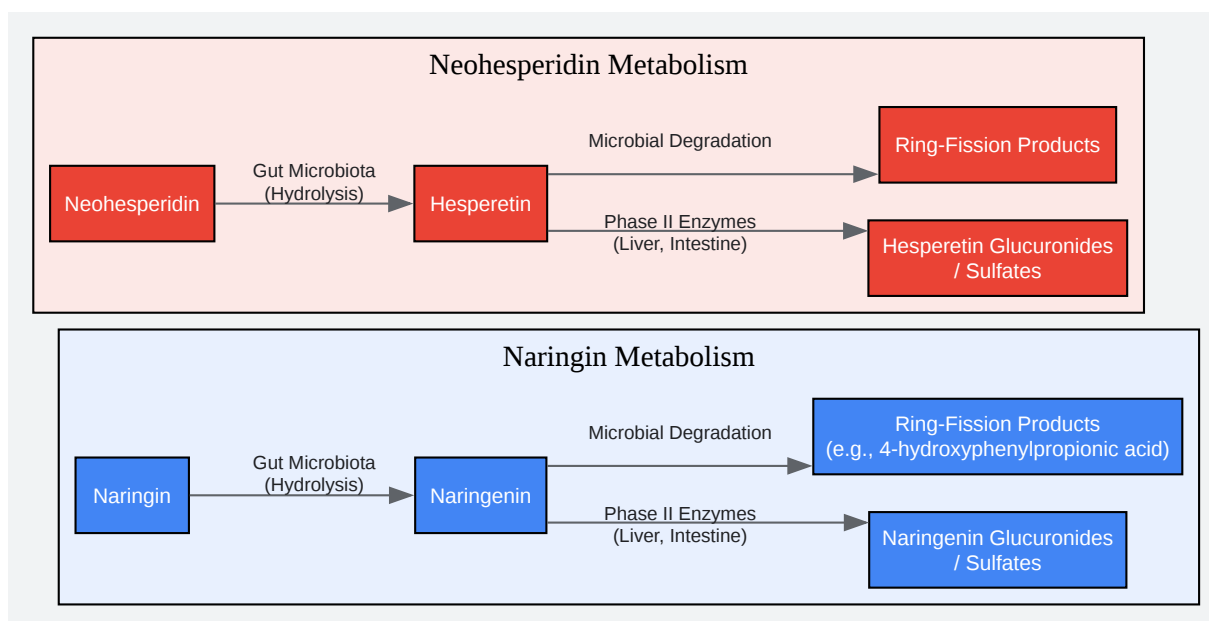 Neohesperidin Metabolism
Neohesperidin
Gut Microbiota
(Hydrolysis)
Hesperetin
Microbial Degradation
Ring-Fission Products
Phase II Enzymes
(Liver, Intestine)
Hesperetin Glucuronides
/ Sulfates
Naringin Metabolism
Naringin
Gut Microbiota
(Hydrolysis)
Naringenin
Microbial Degradation
Ring-Fission Products
(e.g., 4-hydroxyphenylpropionic acid)
Phase II Enzymes
(Liver, Intestine)
Naringenin Glucuronides
/ Sulfates